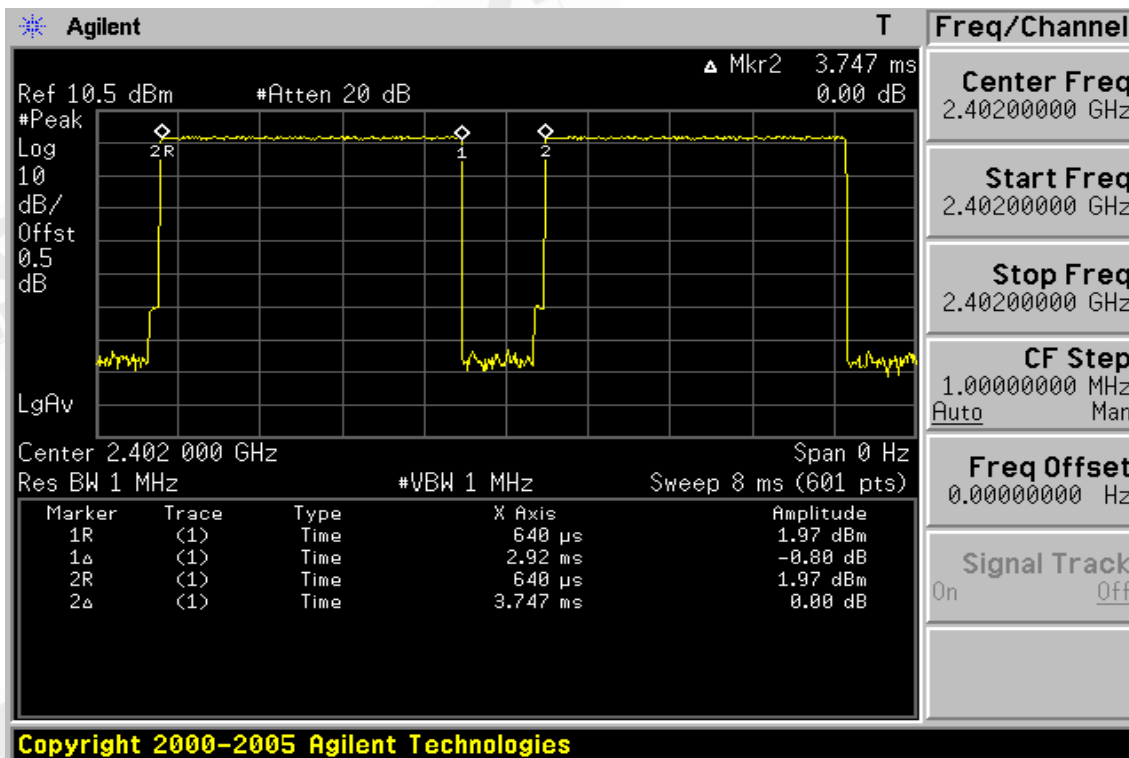 Agilent T
Freq/Channel
▵ Mkr2 3.747 ms
Ref 10.5 dBm #Atten 20 dB 0.00 dB
#Peak
Log
10
dB/
Offst
0.5
dB
LgAv
2R 1 2
Center 2.402 000 GHz Span 0 Hz
Res BW 1 MHz #VBW 1 MHz Sweep 8 ms (601 pts)
Marker Trace Type X Axis Amplitude
1R (1) Time 640 µs 1.97 dBm
1▵ (1) Time 2.92 ms -0.80 dB
2R (1) Time 640 µs 1.97 dBm
2▵ (1) Time 3.747 ms 0.00 dB
Center Freq
2.40200000 GHz
Start Freq
2.40200000 GHz
Stop Freq
2.40200000 GHz
CF Step
1.00000000 MHz
Auto Man
Freq Offset
0.00000000 Hz
Signal Track
On Off
Copyright 2000-2005 Agilent Technologies